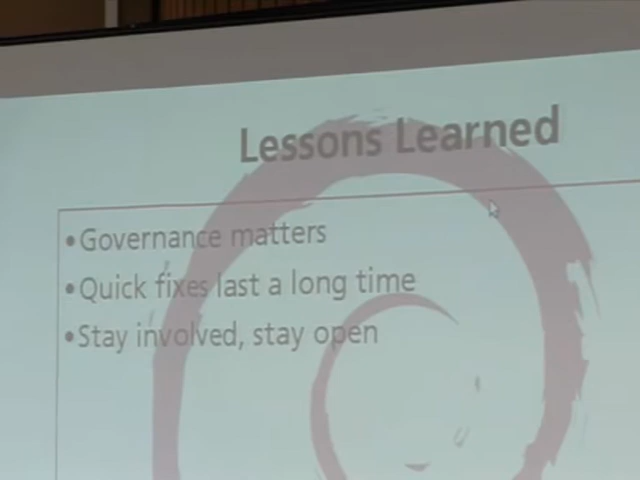 Lessons Learned
•Governance matters
•Quick fixes last a long time
•Stay involved, stay open